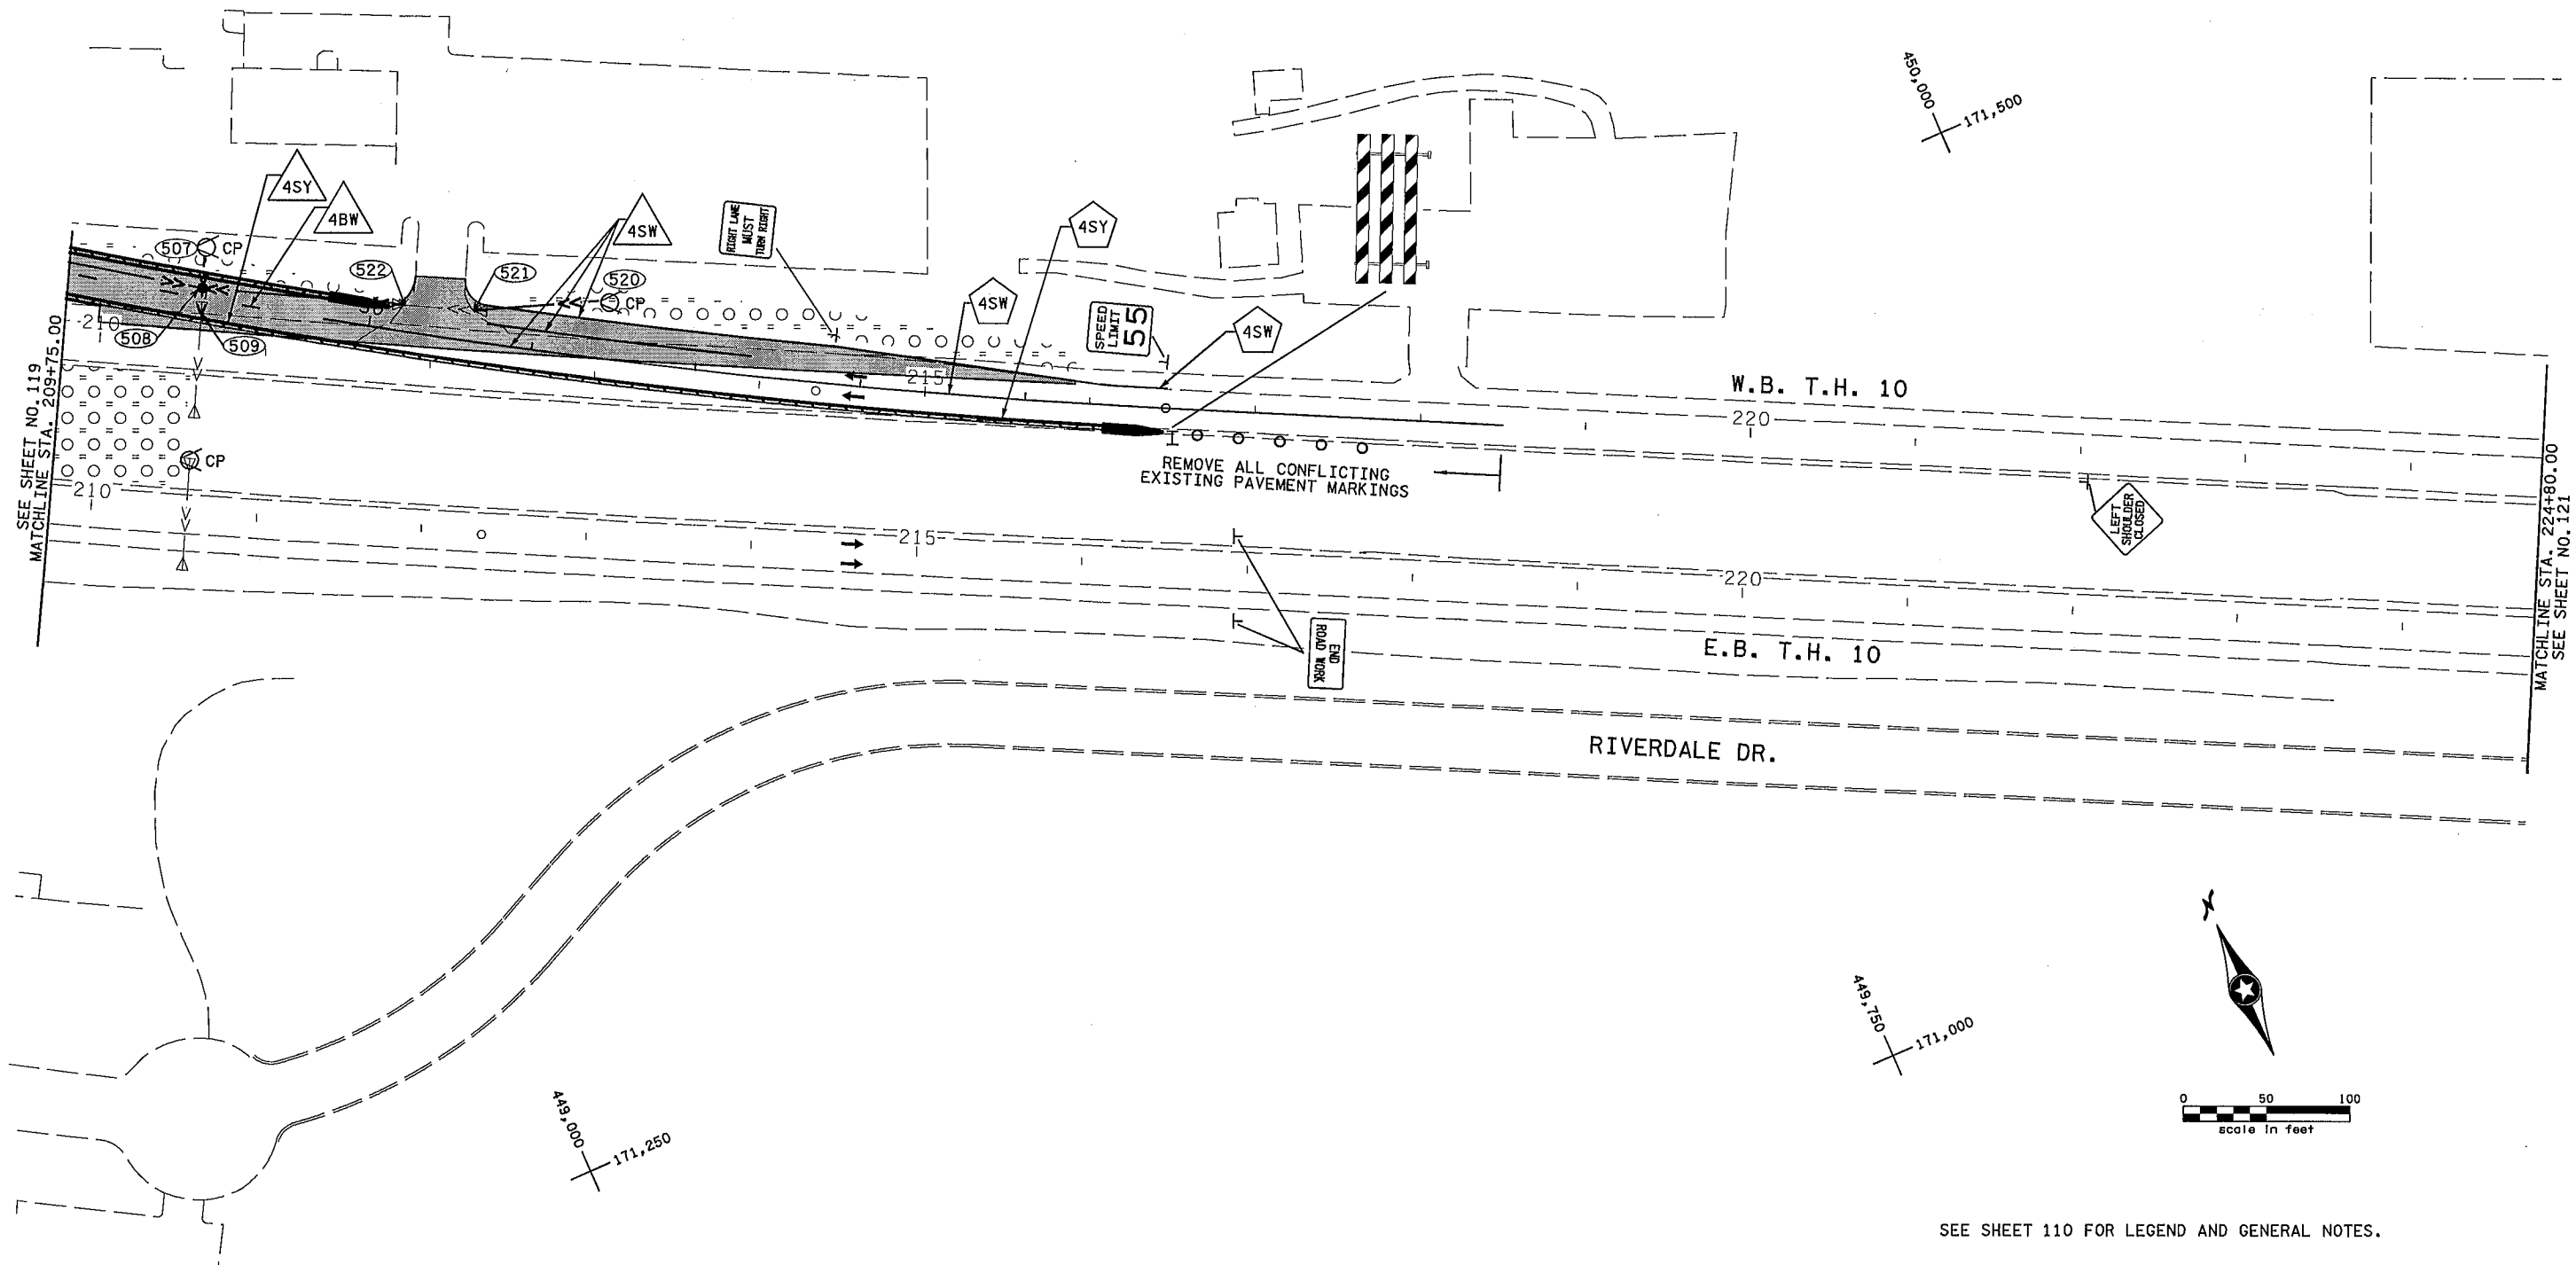 450,000
171,500
4SY
4BW
4SW
RIGHT LANE
MUST
TURN RIGHT
4SY
507
CP
522
521
520
CP
4SW
SPEED
LIMIT
55
4SW
210
508
509
215
W.B. T.H. 10
220
SEE SHEET NO. 119
MATCHLINE STA. 209+75.00
CP
210
REMOVE ALL CONFLICTING
EXISTING PAVEMENT MARKINGS
LEFT
SHOULDER
CLOSED
215
220
MATCHLINE STA. 224+80.00
SEE SHEET NO.121
END
ROAD WORK
E.B. T.H. 10
RIVERDALE DR.
N
449,750
171,000
449,000
171,250
0 50 100
scale in feet
SEE SHEET 110 FOR LEGEND AND GENERAL NOTES.